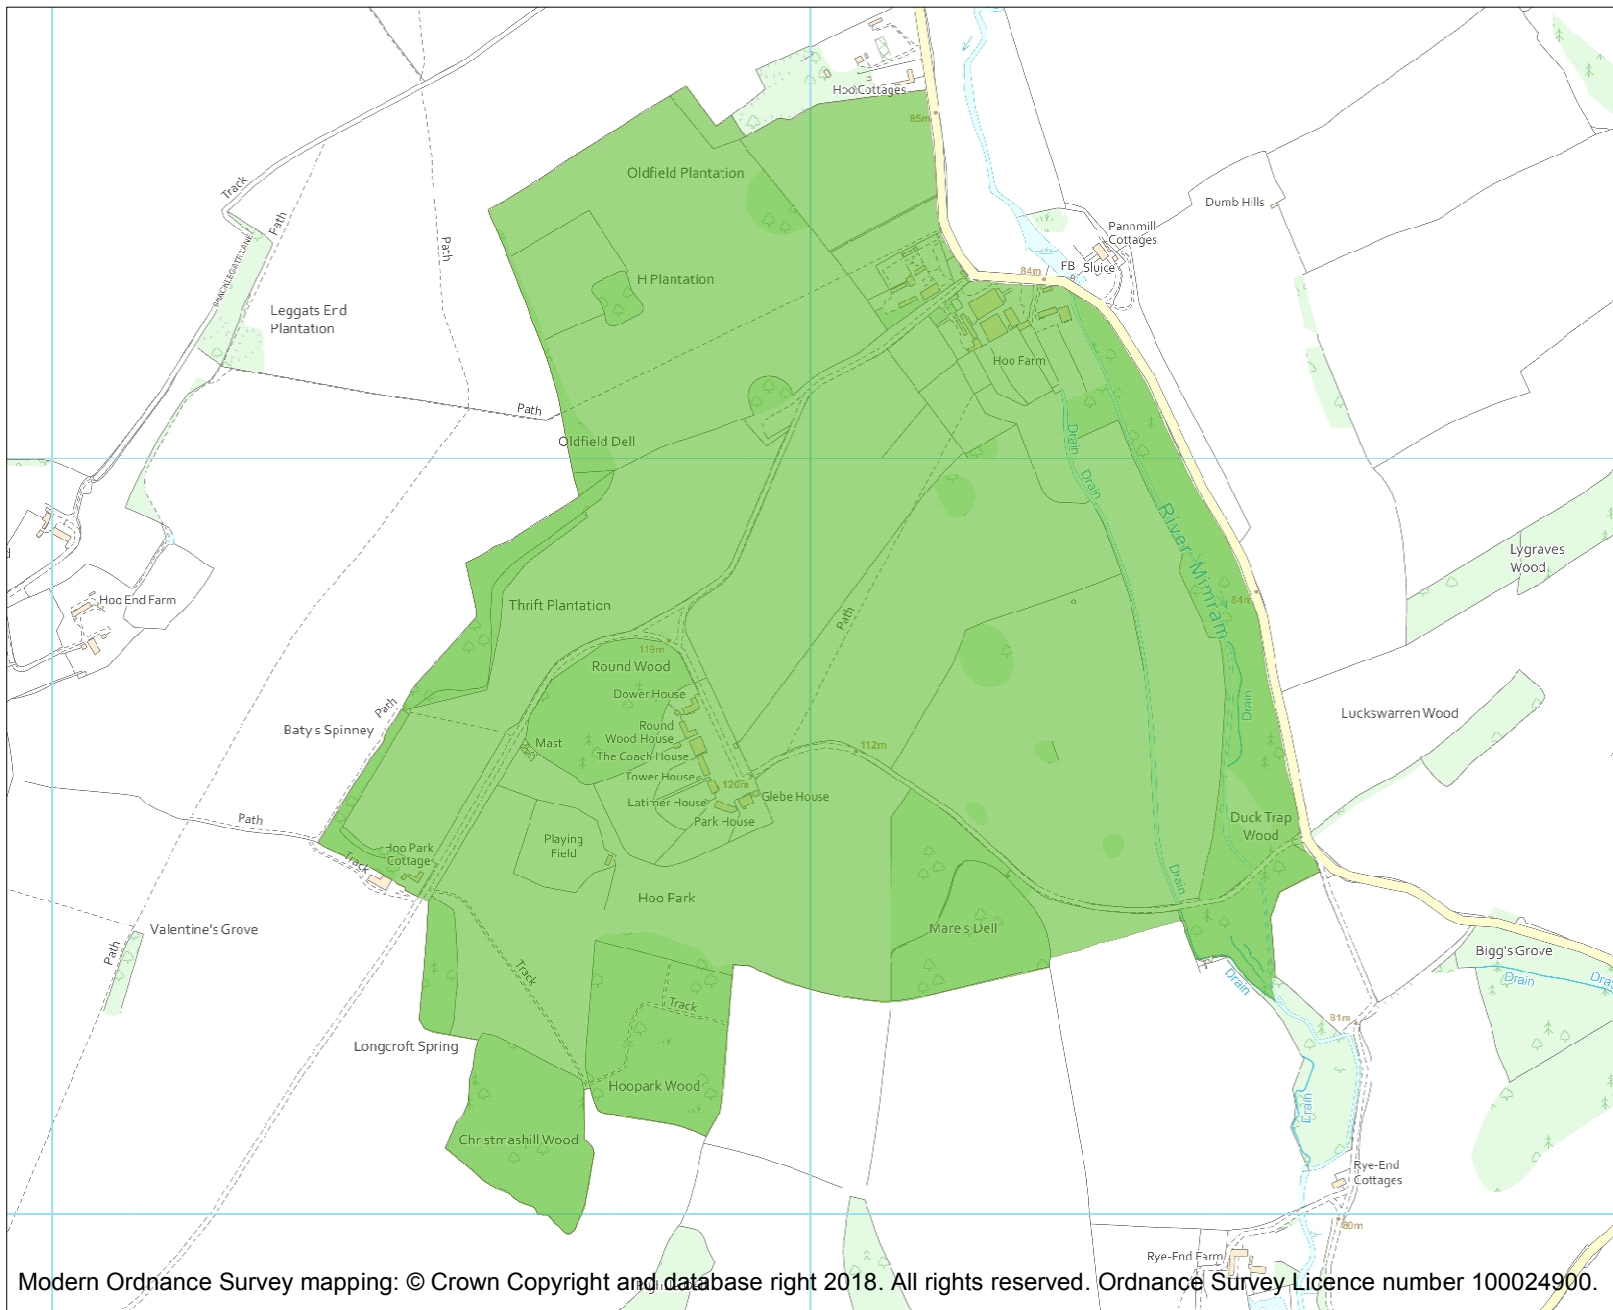 Hoo Cottages
85m
Oldfield Plantation
Track
Path
Path
SHACKLEGATE LANE
Dumb Hills
Pannmill
Cottages
FB
Sluice
84m
H Plantation
Leggats End
Plantation
Hoo Farm
Path
Oldfield Dell
Drain
Drain
River Mimram
Lygraves
Wood
Hoo End Farm
Thrift Plantation
Path
84m
119m
Round Wood
Dower House
Path
Drain
Batys Spinney
Round
Wood House
Mast
The Coach House
112m
Luckswarren Wood
Tower House
120m
Latimer House
Glebe House
Park House
Path
Duck Trap
Wood
Playing
Field
Hoo Park
Cottage
Track
Drain
Hoo Park
Valentine's Grove
Mare's Dell
Path
Bigg's Grove
Track
Drain
Drain
Track
81m
Longcroft Spring
Hoopark Wood
Drain
Christmashill Wood
Rye-End
Cottages
80m
Rye-End Farm
Modern Ordnance Survey mapping: © Crown Copyright and database right 2018. All rights reserved. Ordnance Survey Licence number 100024900.